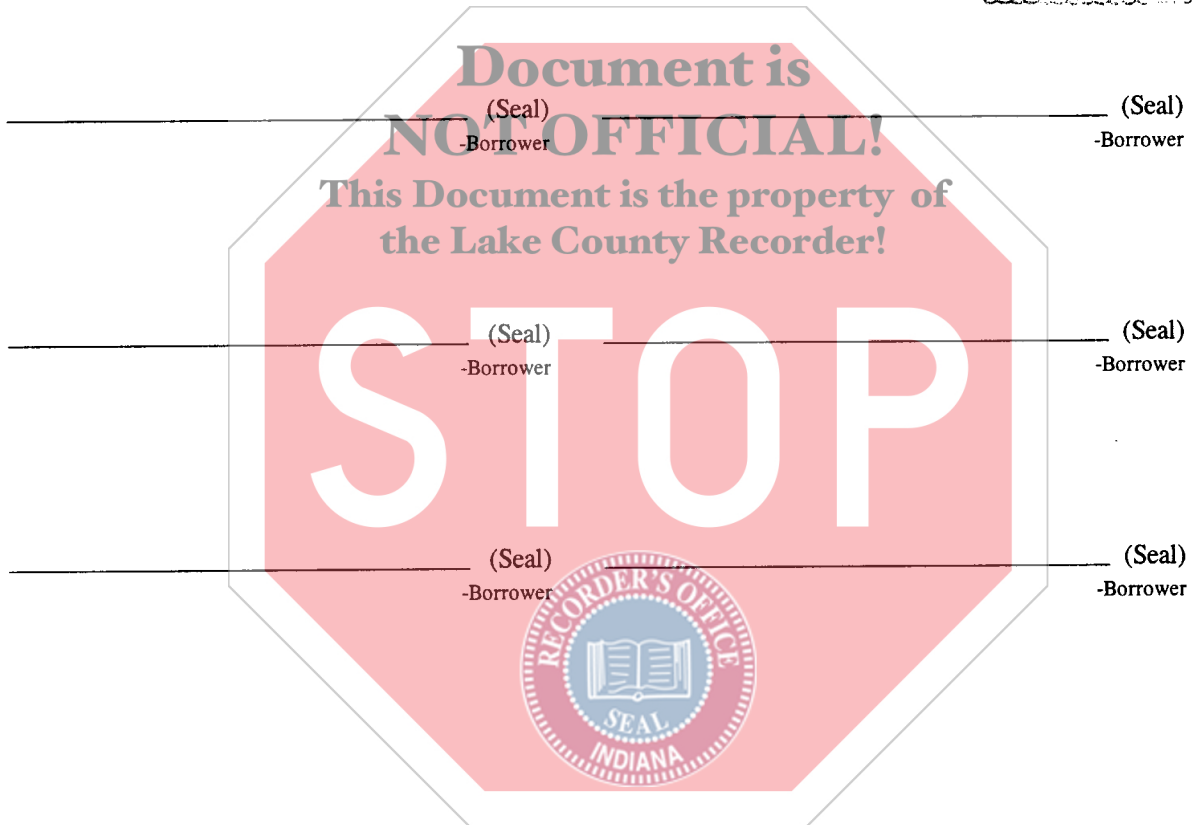 Document is
(Seal) (Seal)
NOT OFFICIAL!
-Borrower -Borrower
This Document is the property of
the Lake County Recorder!
STOP
(Seal) (Seal)
-Borrower -Borrower
(Seal) (Seal)
-Borrower -Borrower
RECORDER'S OFFICE
SEAL
INDIANA